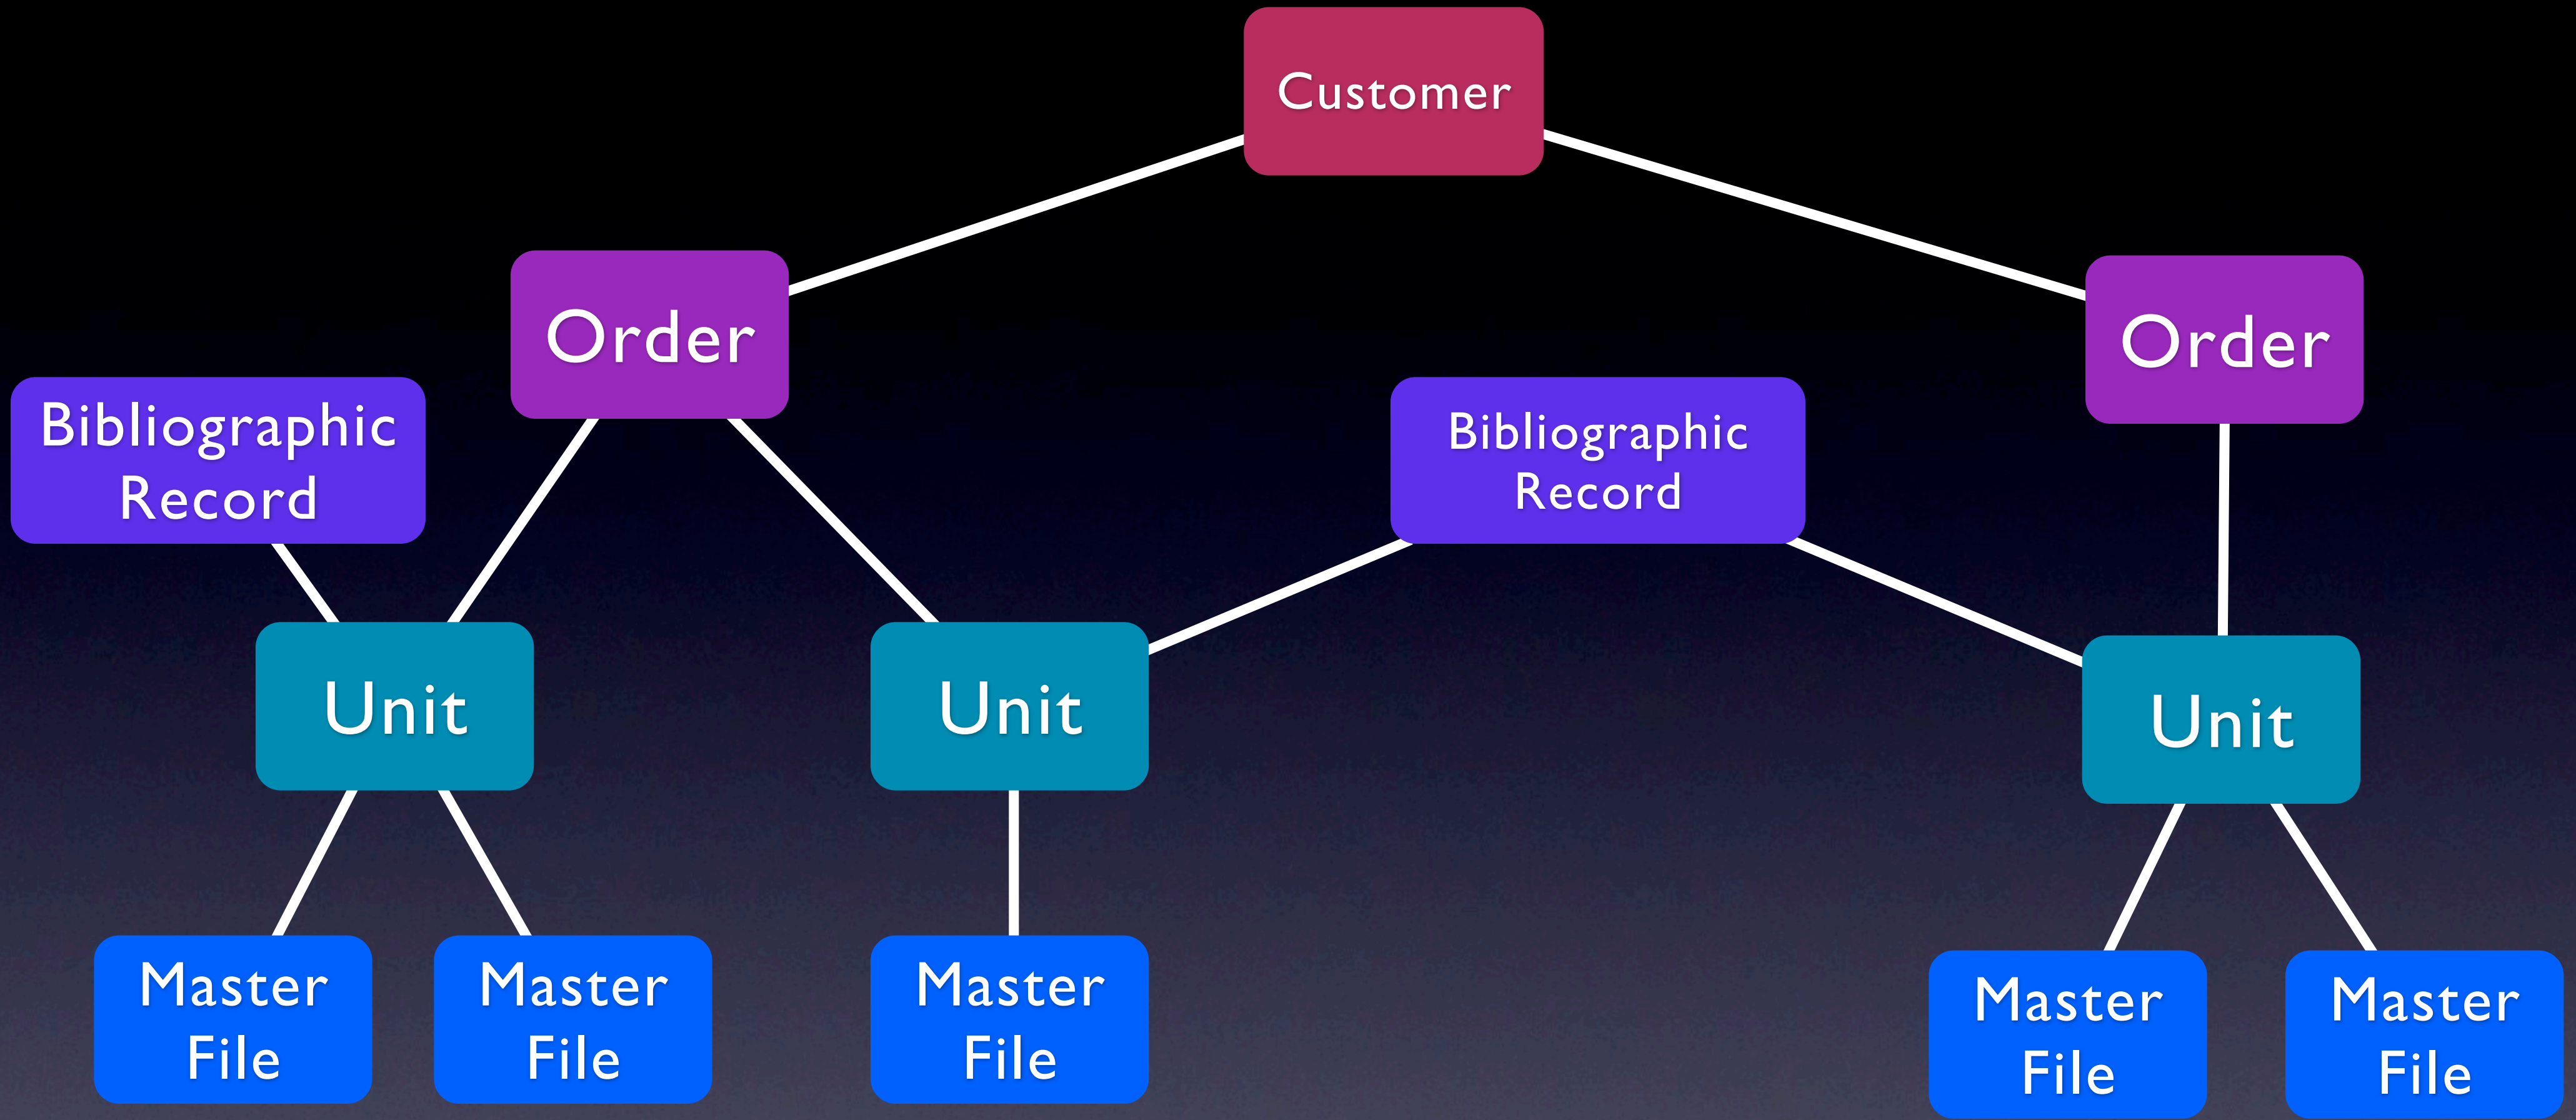 Customer
Order
Order
Bibliographic
Record
Bibliographic
Record
Unit
Unit
Unit
Master
File
Master
File
Master
File
Master
File
Master
File